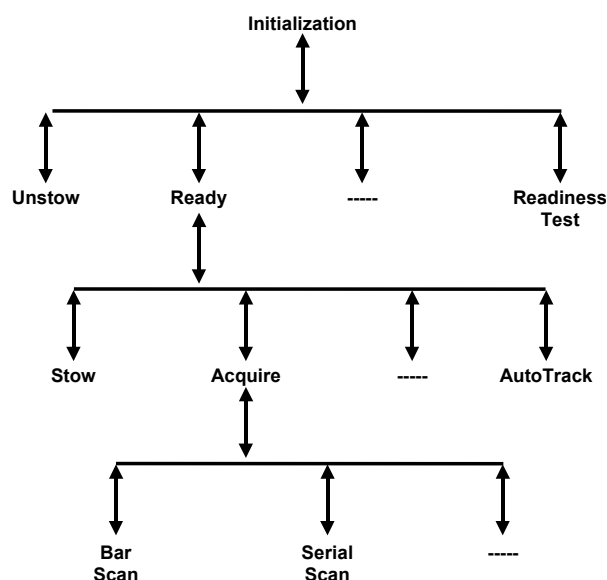 Initialization
Unstow
Ready
-----
Readiness
Test
Stow
Acquire
-----
AutoTrack
Bar
Scan
Serial
Scan
-----